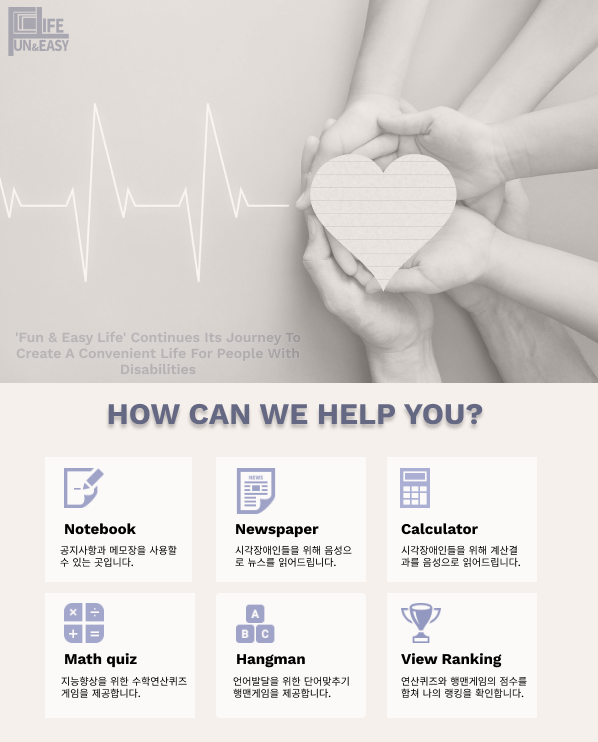 LIFE
FUN&EASY
'Fun & Easy Life' Continues Its Journey To
Create A Convenient Life For People With
Disabilities
HOW CAN WE HELP YOU?
Notebook
공지사항과 메모장을 사용할
수 있는 곳입니다.
NEWS
Newspaper
시각장애인들을 위해 음성으
로 뉴스를 읽어드립니다.
Calculator
시각장애인들을 위해 계산결
과를 음성으로 읽어드립니다.
× ÷
+ =
Math quiz
지능향상을 위한 수학연산퀴즈
게임을 제공합니다.
A
B C
Hangman
언어발달을 위한 단어맞추기
행맨게임을 제공합니다.
View Ranking
연산퀴즈와 행맨게임의 점수를
합쳐 나의 랭킹을 확인합니다.